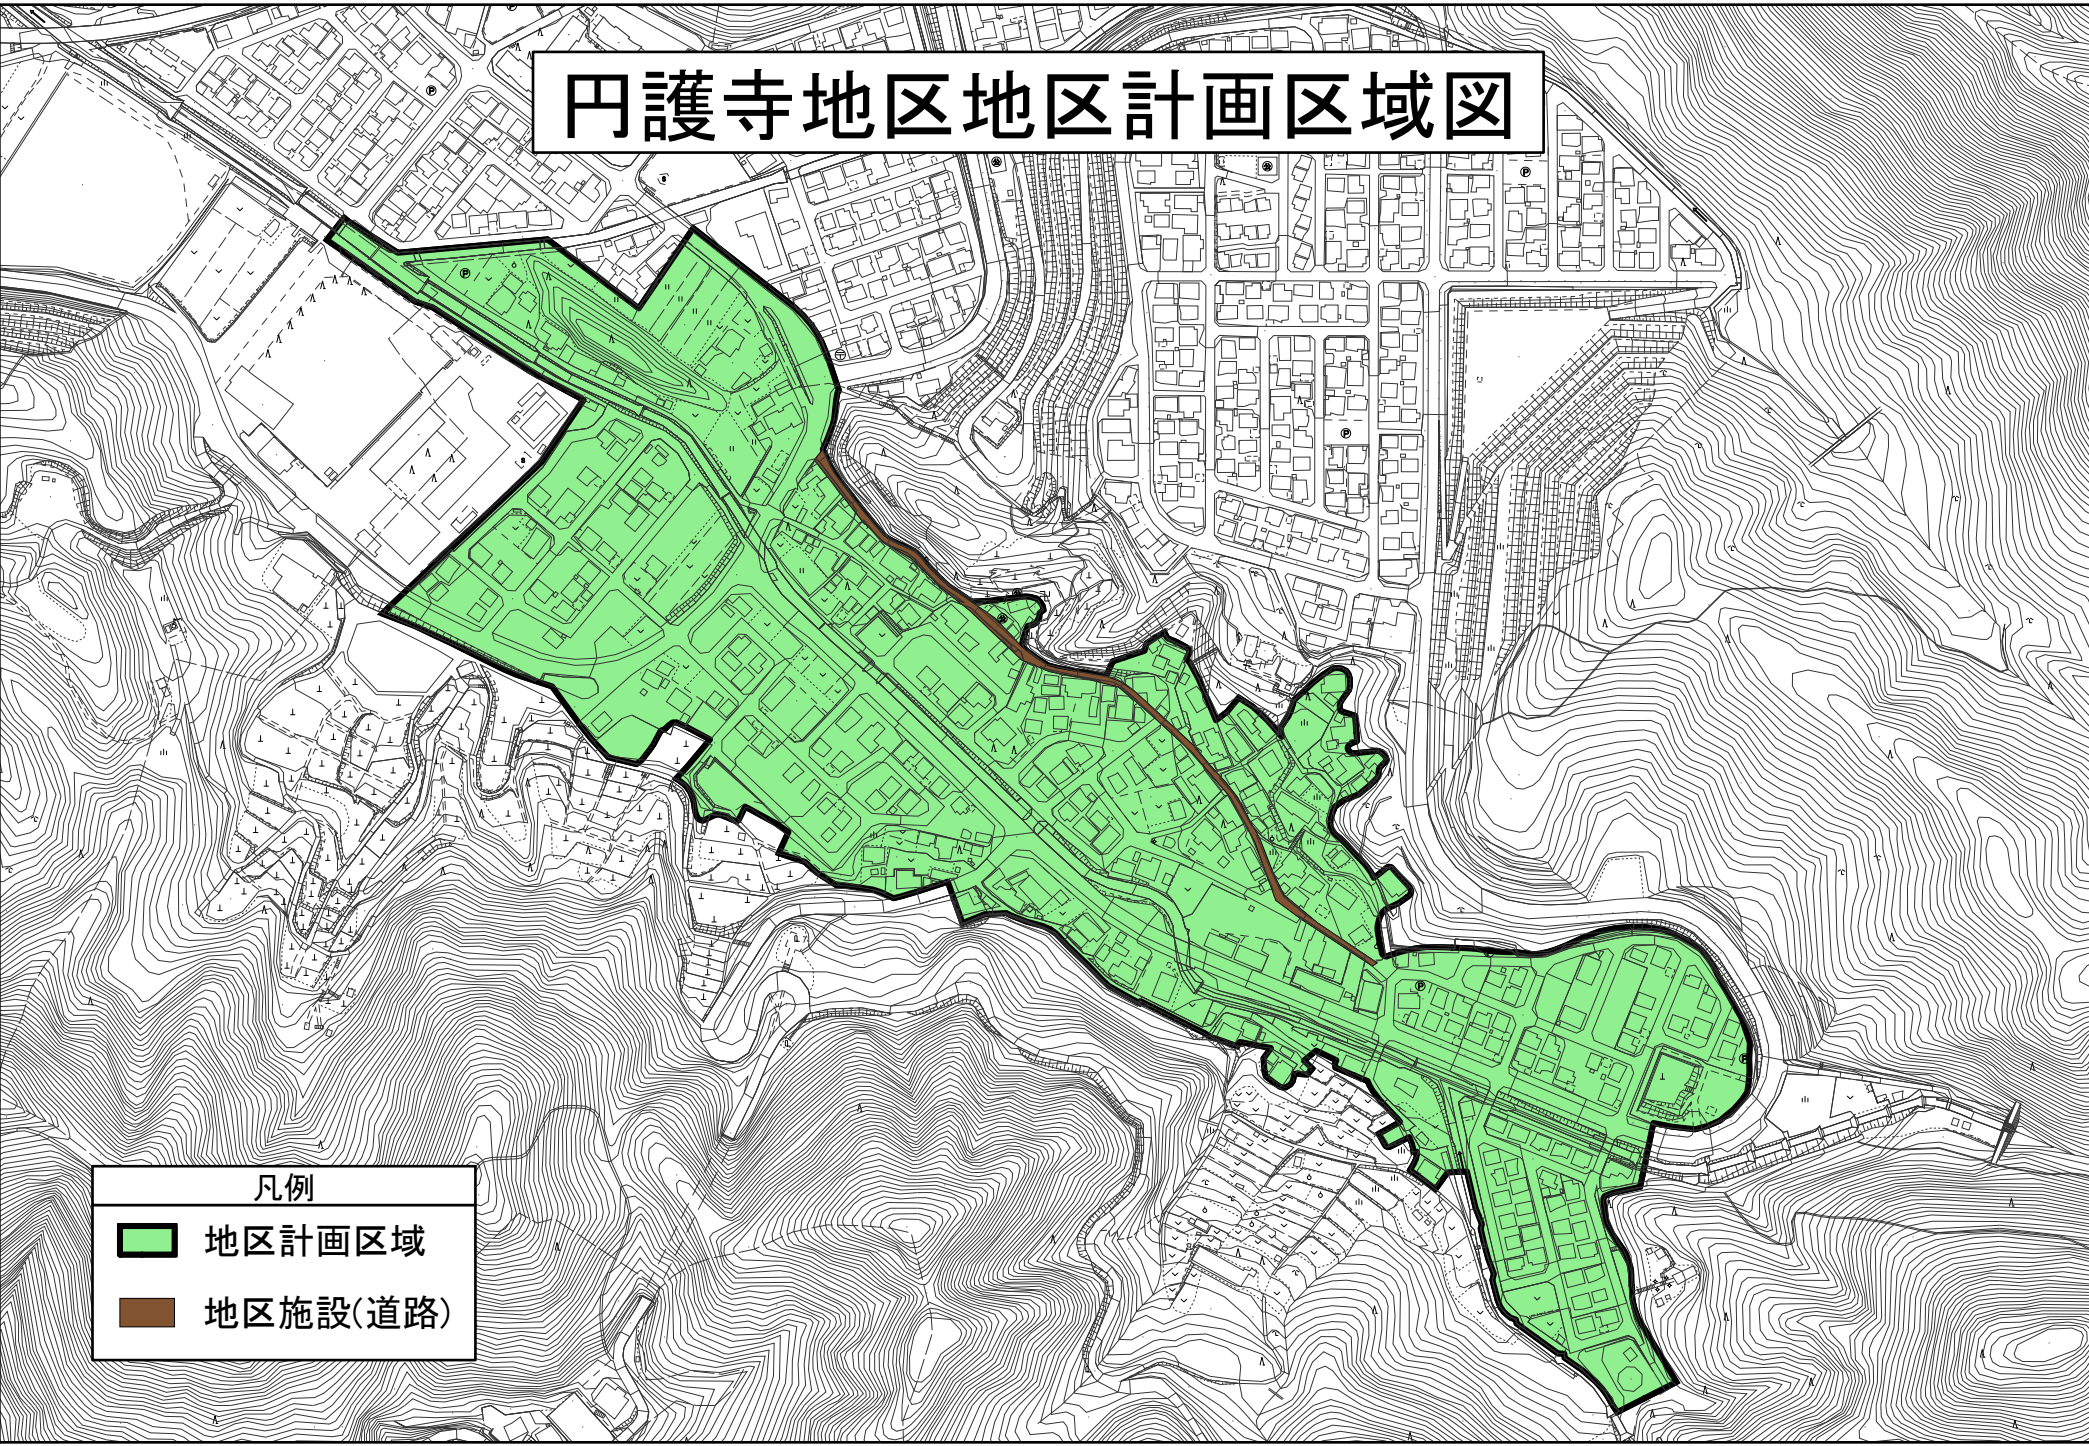 円護寺地区地区計画区域図
凡例
地区計画区域
地区施設(道路)